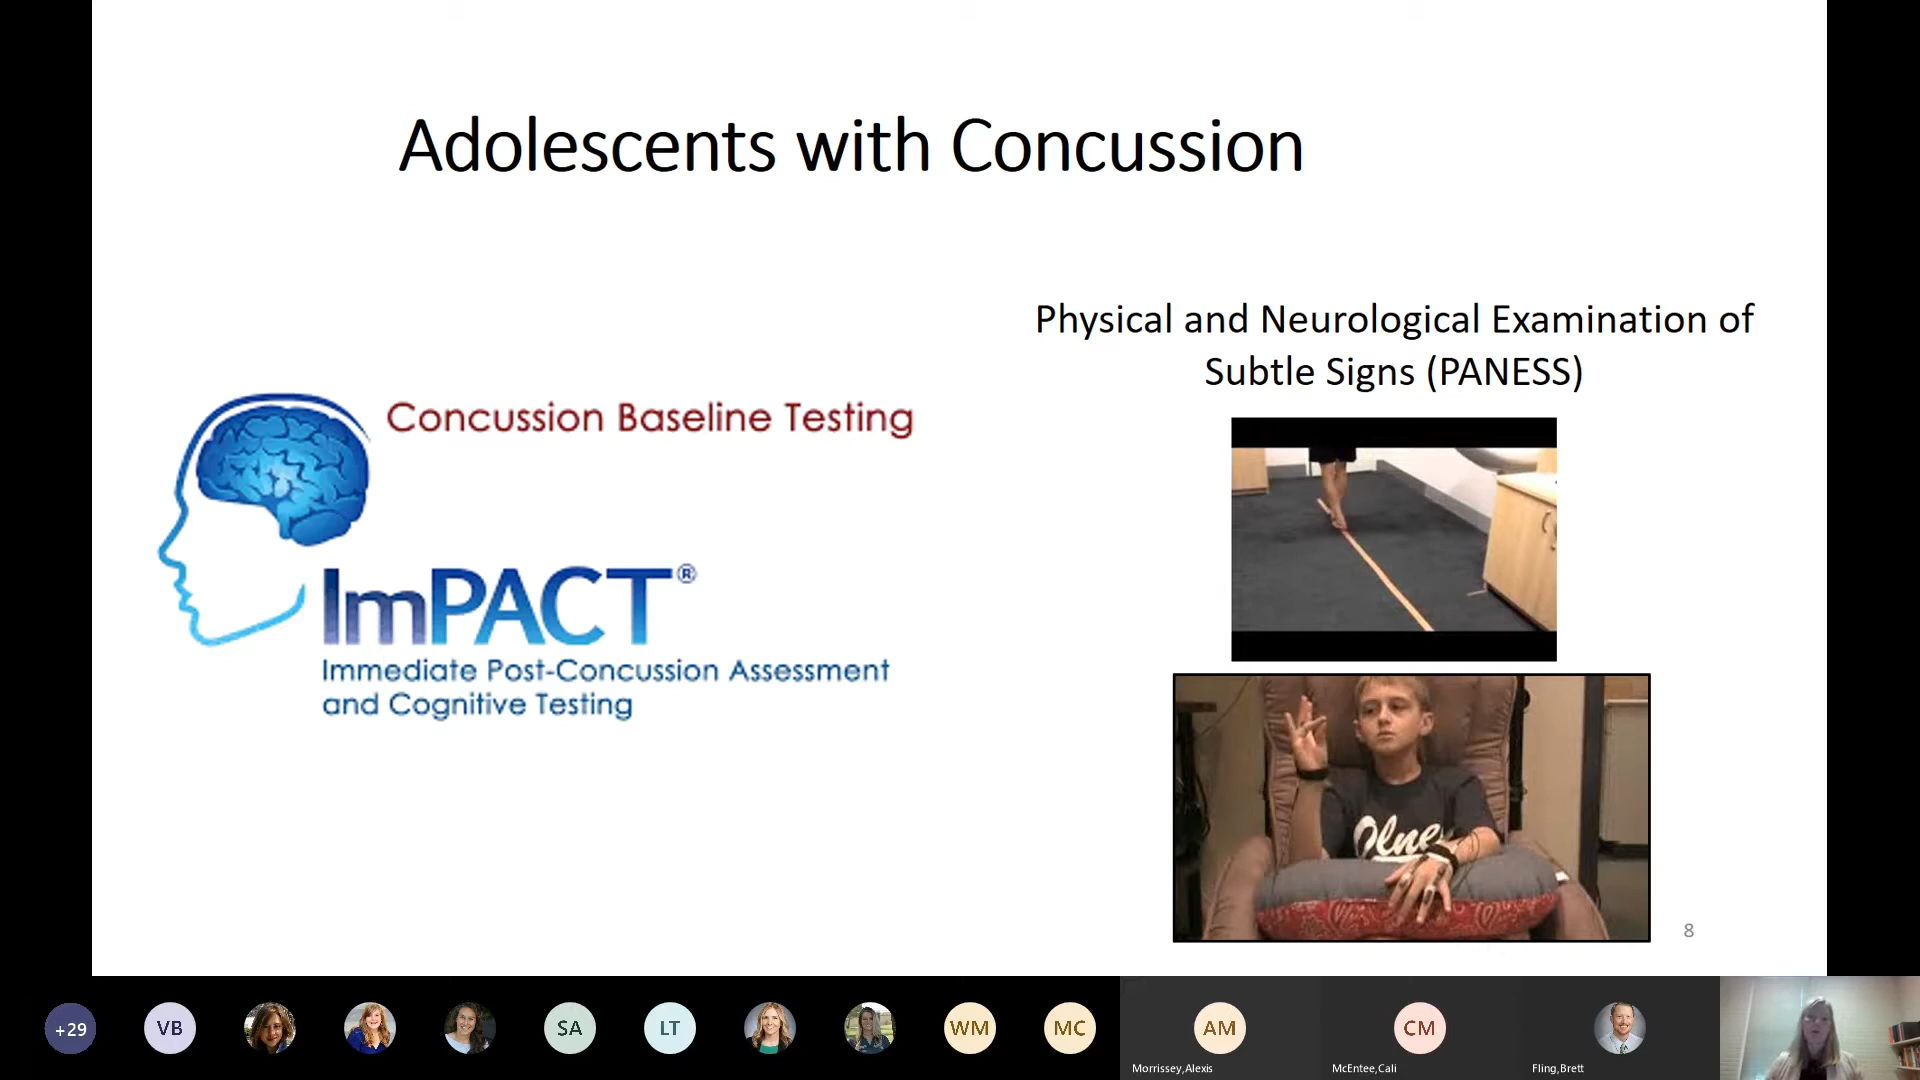 Adolescents with Concussion
Physical and Neurological Examination of
Subtle Signs (PANESS)
Concussion Baseline Testing
ImPACT®
Immediate Post-Concussion Assessment
and Cognitive Testing
8
+29
VB
SA
LT
WM
MC
AM
CM
Morrissey,Alexis
McEntee,Cali
Fling,Brett